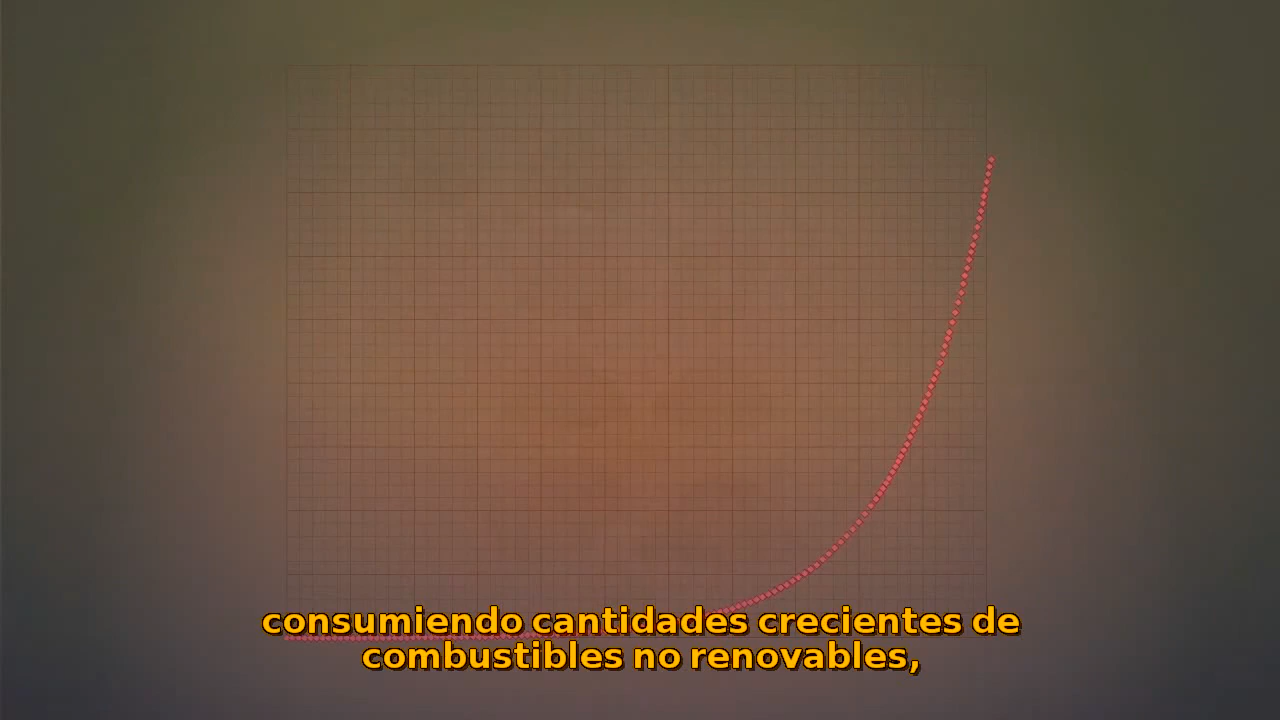 consumiendo cantidades crecientes de
combustibles no renovables,